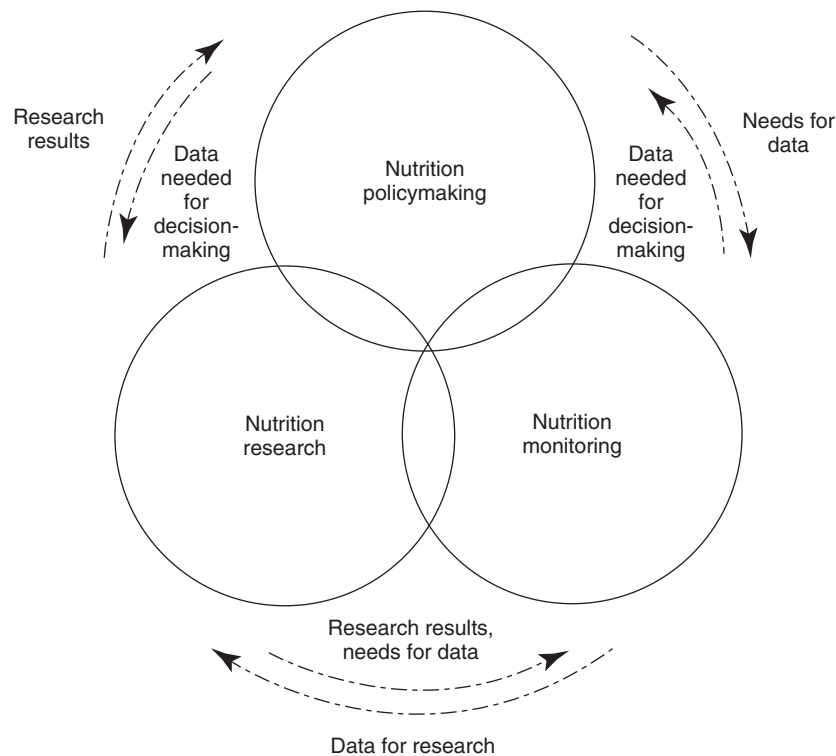 Research
results
Data
needed
for
decision-
making
Nutrition
policymaking
Data
needed
for
decision-
making
Needs for
data
Nutrition
research
Nutrition
monitoring
Research results,
needs for data
Data for research